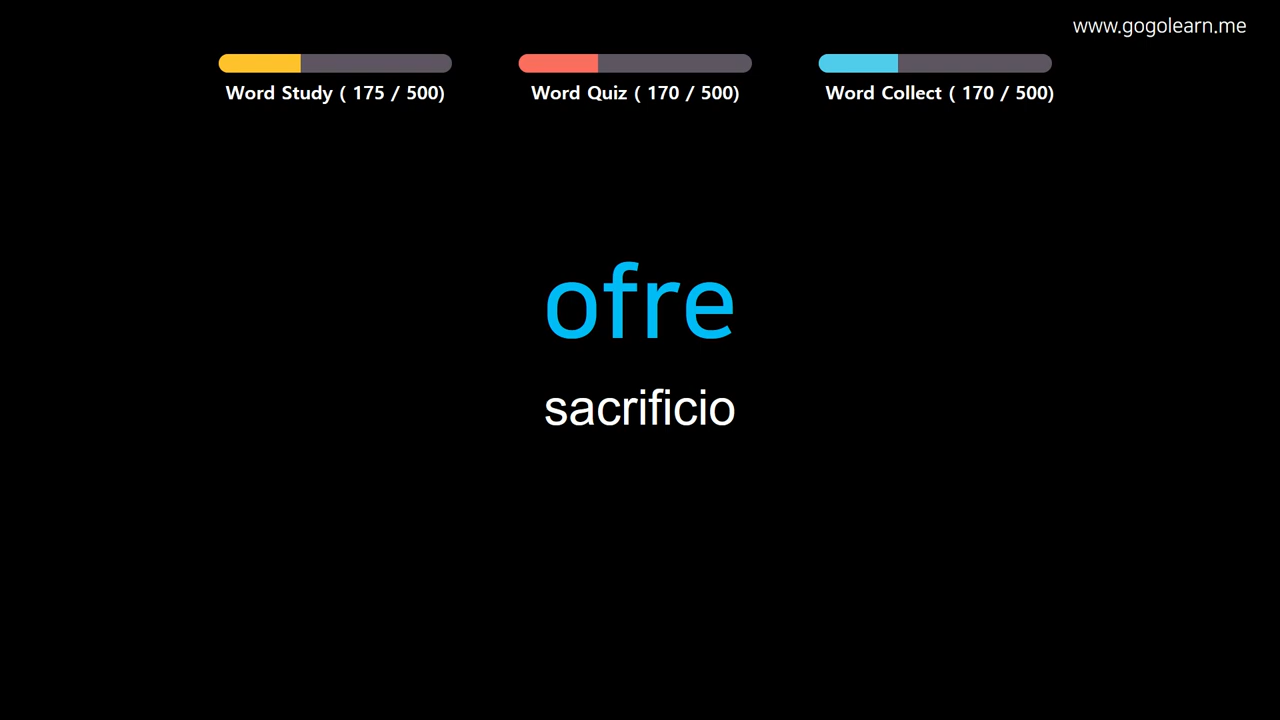 www.gogolearn.me
Word Study ( 175 / 500)
Word Quiz ( 170 / 500)
Word Collect ( 170 / 500)
ofre
sacrificio